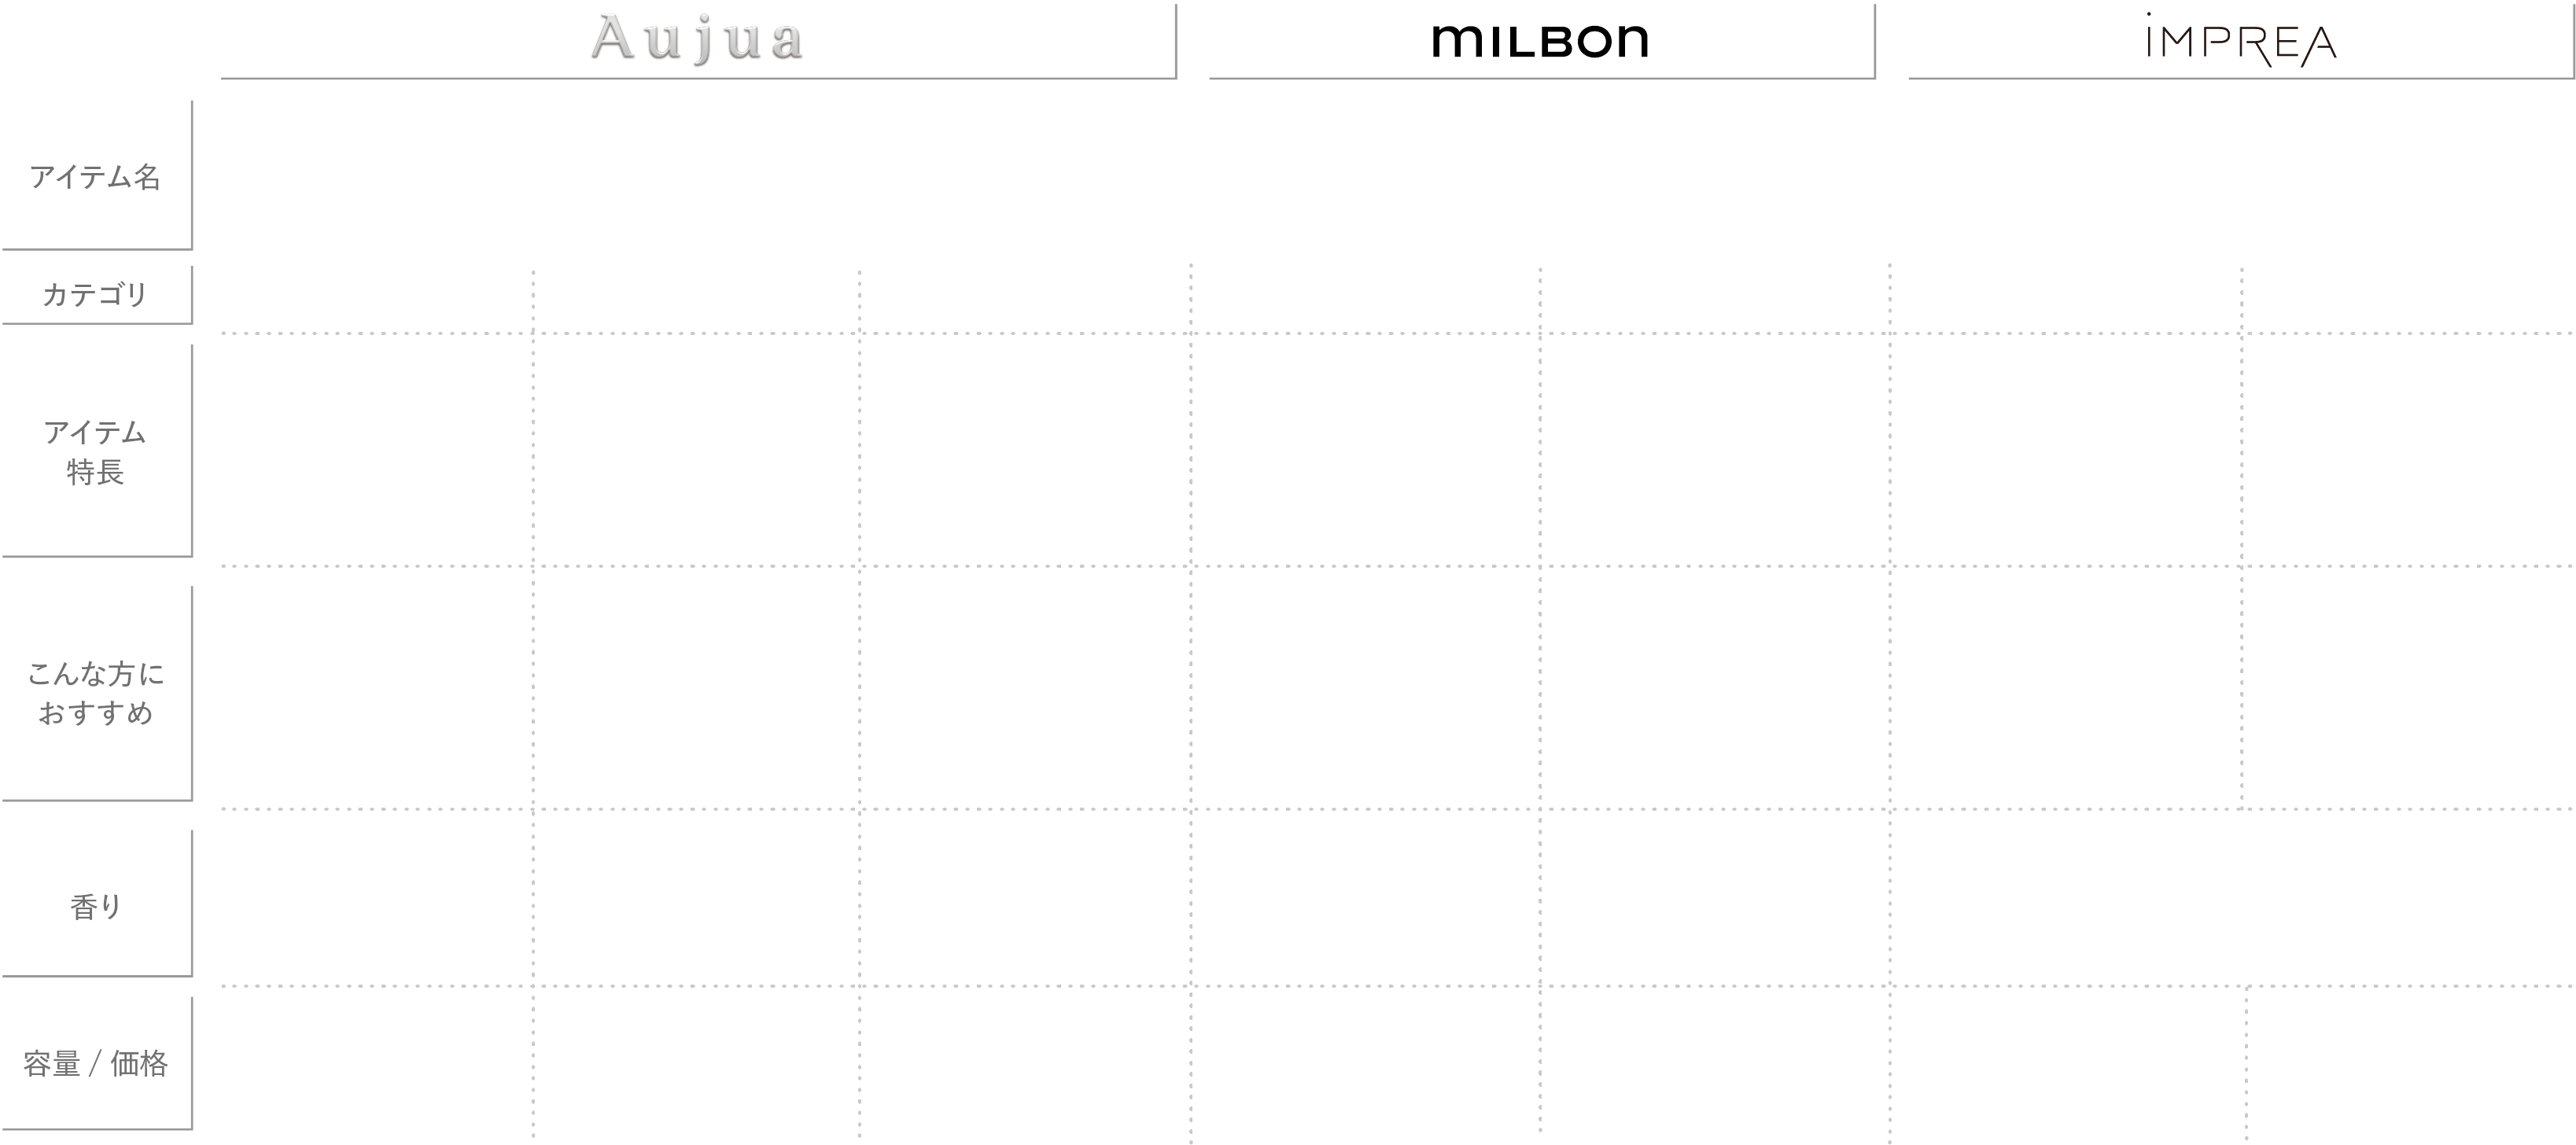 Aujua
MILBON
iMPREA
アイテム名
カテゴリ
アイテム
特長
こんな方に
おすすめ
香り
容量 / 価格